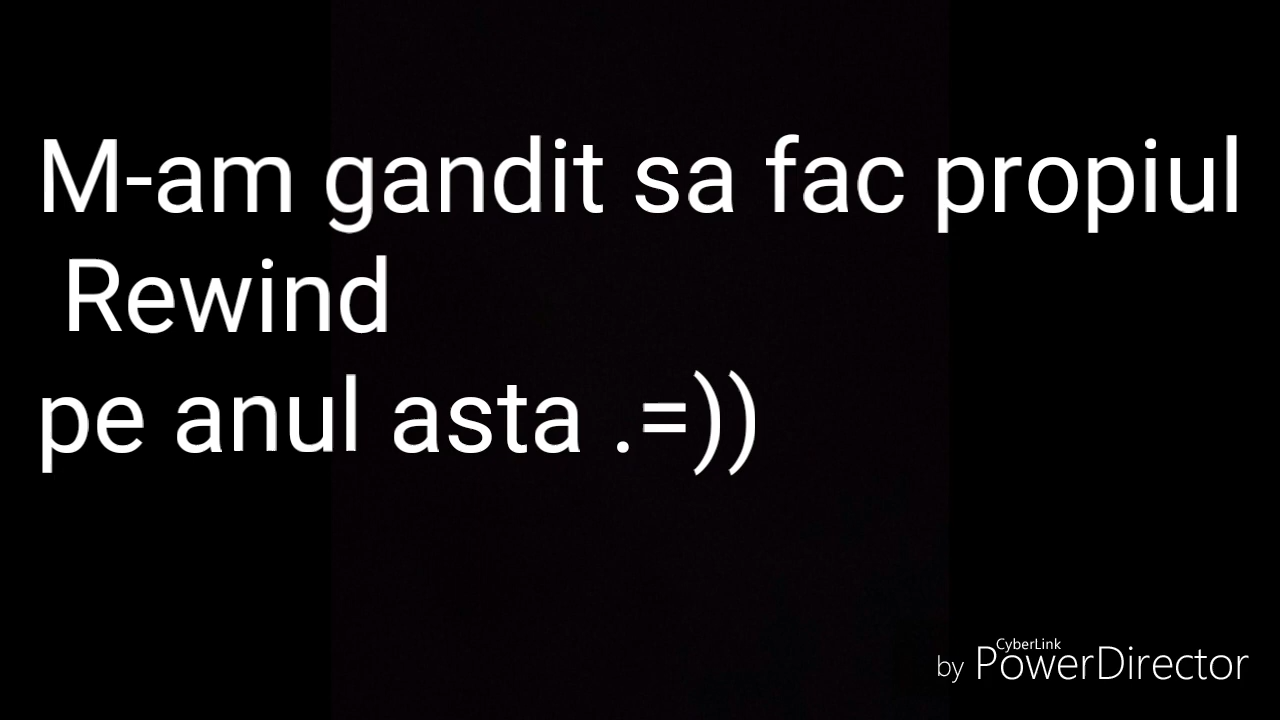 M-am gandit sa fac propiul
Rewind
pe anul asta .=))
by CyberLink PowerDirector